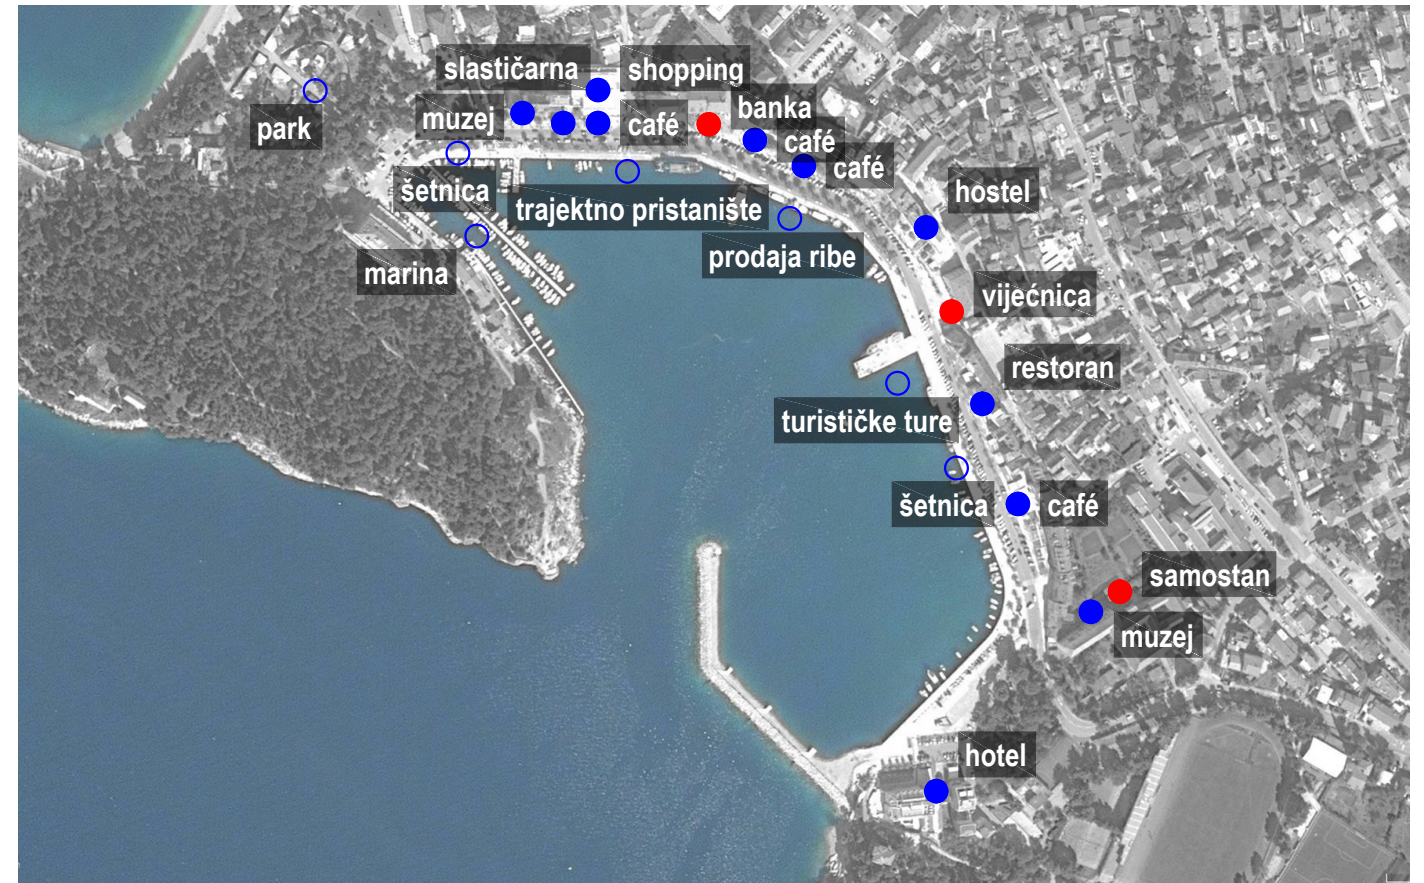 slastičarna
shopping
muzej
café
banka
park
café
café
šetnica
trajektno pristanište
hostel
marina
prodaja ribe
vijećnica
restoran
turističke ture
šetnica
café
samostan
muzej
hotel